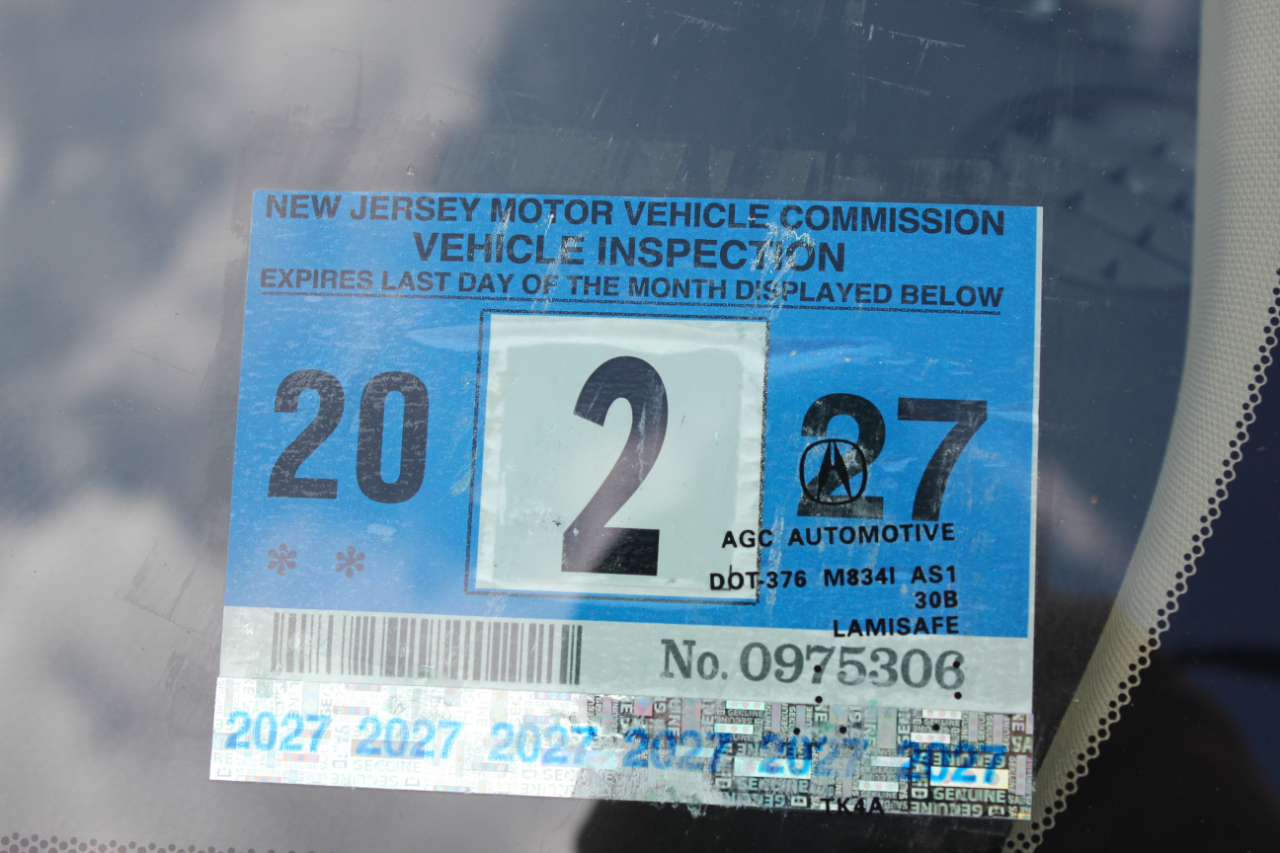 NEW JERSEY MOTOR VEHICLE COMMISSION
VEHICLE INSPECTION
EXPIRES LAST DAY OF THE MONTH DISPLAYED BELOW
20 2 27
AGC AUTOMOTIVE
* *
DOT-376 M834I AS1
30B
LAMISAFE
No. 0975306
2027 2027 2027 2027 2027 2027
GENUINE
TK4A